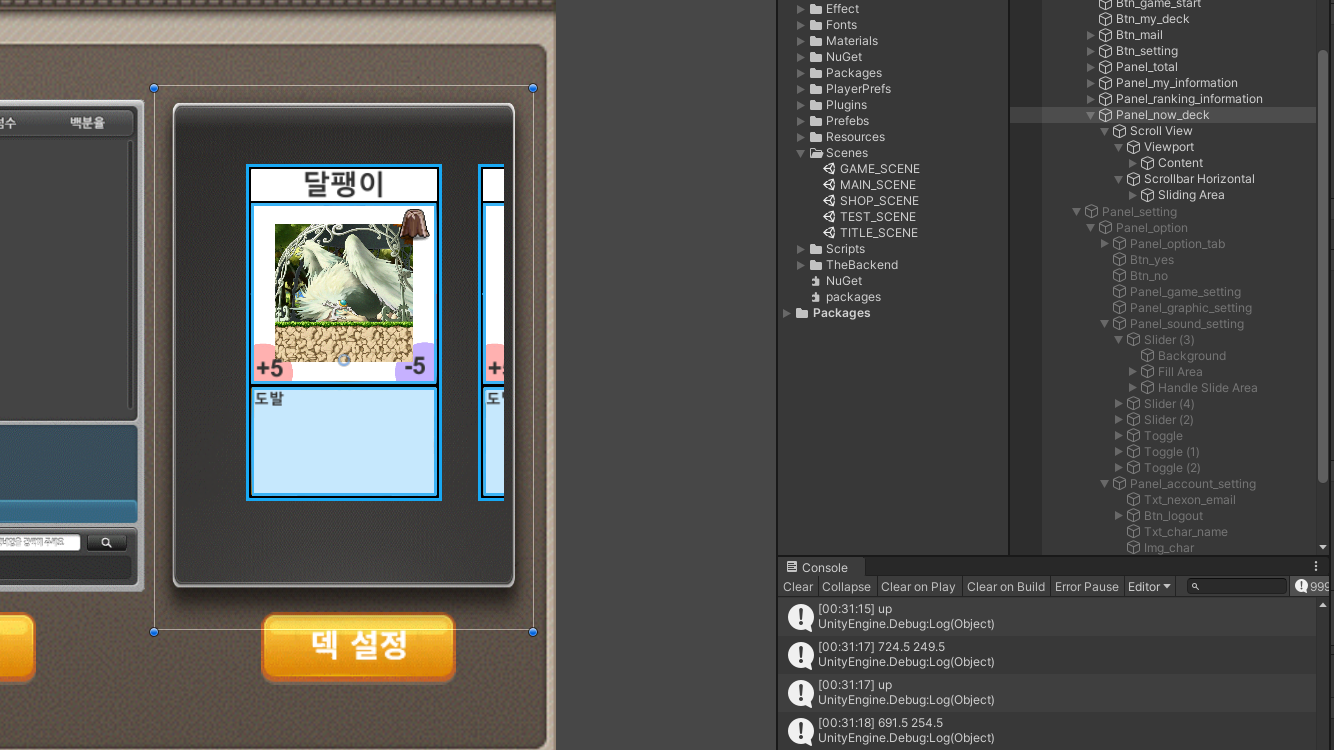 백분율
달팽이
+5
-5
도발
덱 설정
Effect
Fonts
Materials
NuGet
Packages
PlayerPrefs
Plugins
Prefebs
Resources
Scenes
GAME_SCENE
MAIN_SCENE
SHOP_SCENE
TEST_SCENE
TITLE_SCENE
Scripts
TheBackend
NuGet
packages
Packages
Btn_game_start
Btn_my_deck
Btn_mail
Btn_setting
Panel_total
Panel_my_information
Panel_ranking_information
Panel_now_deck
Scroll View
Viewport
Content
Scrollbar Horizontal
Sliding Area
Panel_setting
Panel_option
Panel_option_tab
Btn_yes
Btn_no
Panel_game_setting
Panel_graphic_setting
Panel_sound_setting
Slider (3)
Background
Fill Area
Handle Slide Area
Slider (4)
Slider (2)
Toggle
Toggle (1)
Toggle (2)
Panel_account_setting
Txt_nexon_email
Btn_logout
Txt_char_name
Img_char
Console
Clear Collapse Clear on Play Clear on Build Error Pause Editor 999
[00:31:15] up
UnityEngine.Debug:Log(Object)
[00:31:17] 724.5 249.5
UnityEngine.Debug:Log(Object)
[00:31:17] up
UnityEngine.Debug:Log(Object)
[00:31:18] 691.5 254.5
UnityEngine.Debug:Log(Object)